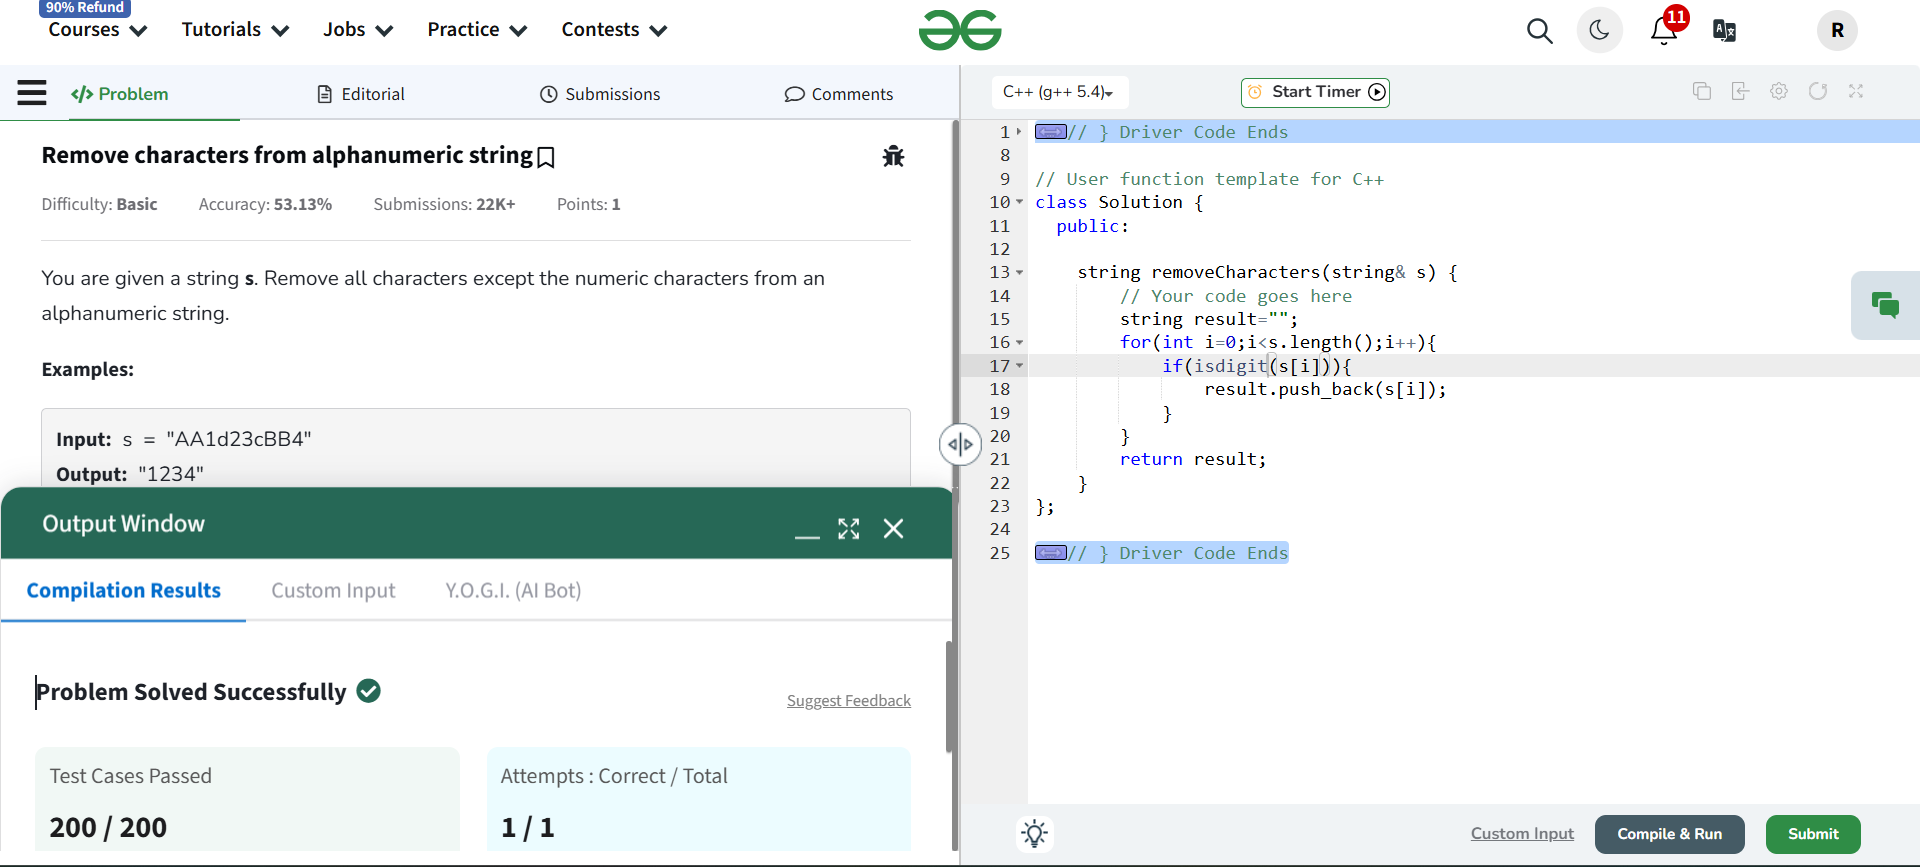 90% Refund
Courses Tutorials Jobs Practice Contests
11
R
Problem Editorial Submissions Comments
C++ (g++ 5.4) Start Timer
Remove characters from alphanumeric string
Difficulty: Basic Accuracy: 53.13% Submissions: 22K+ Points: 1
You are given a string s. Remove all characters except the numeric characters from an
alphanumeric string.
Examples:
Input: s = "AA1d23cBB4"
Output: "1234"
Output Window
Compilation Results Custom Input Y.O.G.I. (AI Bot)
Problem Solved Successfully
Suggest Feedback
Test Cases Passed
200 / 200
Attempts : Correct / Total
1 / 1
1 // } Driver Code Ends
8
9 // User function template for C++
10 class Solution {
11 public:
12
13 string removeCharacters(string& s) {
14 // Your code goes here
15 string result="";
16 for(int i=0;i<s.length();i++){
17 if(isdigit(s[i])){
18 result.push_back(s[i]);
19 }
20 }
21 return result;
22 }
23 };
24
25 // } Driver Code Ends
Custom Input Compile & Run Submit